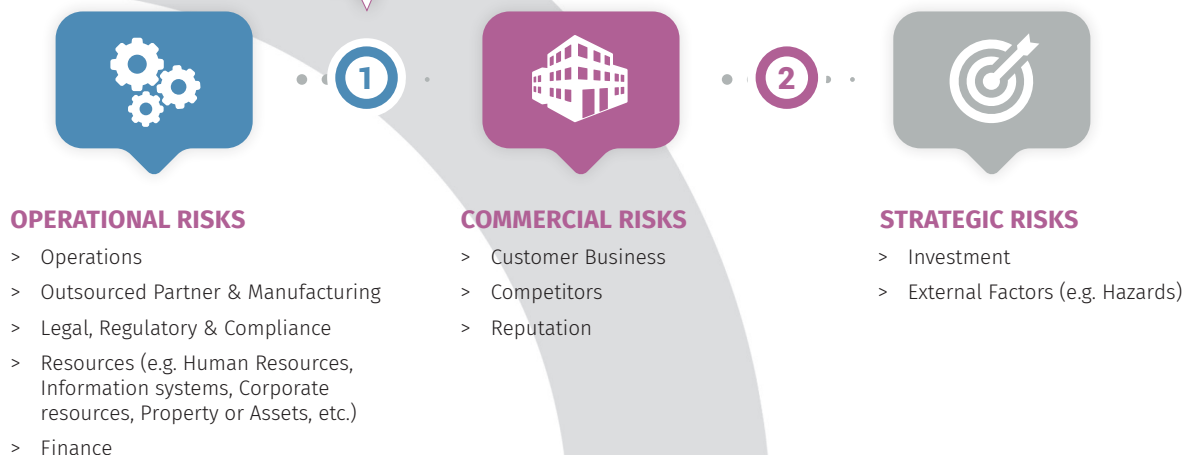 1
2
OPERATIONAL RISKS
> Operations
> Outsourced Partner & Manufacturing
> Legal, Regulatory & Compliance
> Resources (e.g. Human Resources,
Information systems, Corporate
resources, Property or Assets, etc.)
> Finance
COMMERCIAL RISKS
> Customer Business
> Competitors
> Reputation
STRATEGIC RISKS
> Investment
> External Factors (e.g. Hazards)